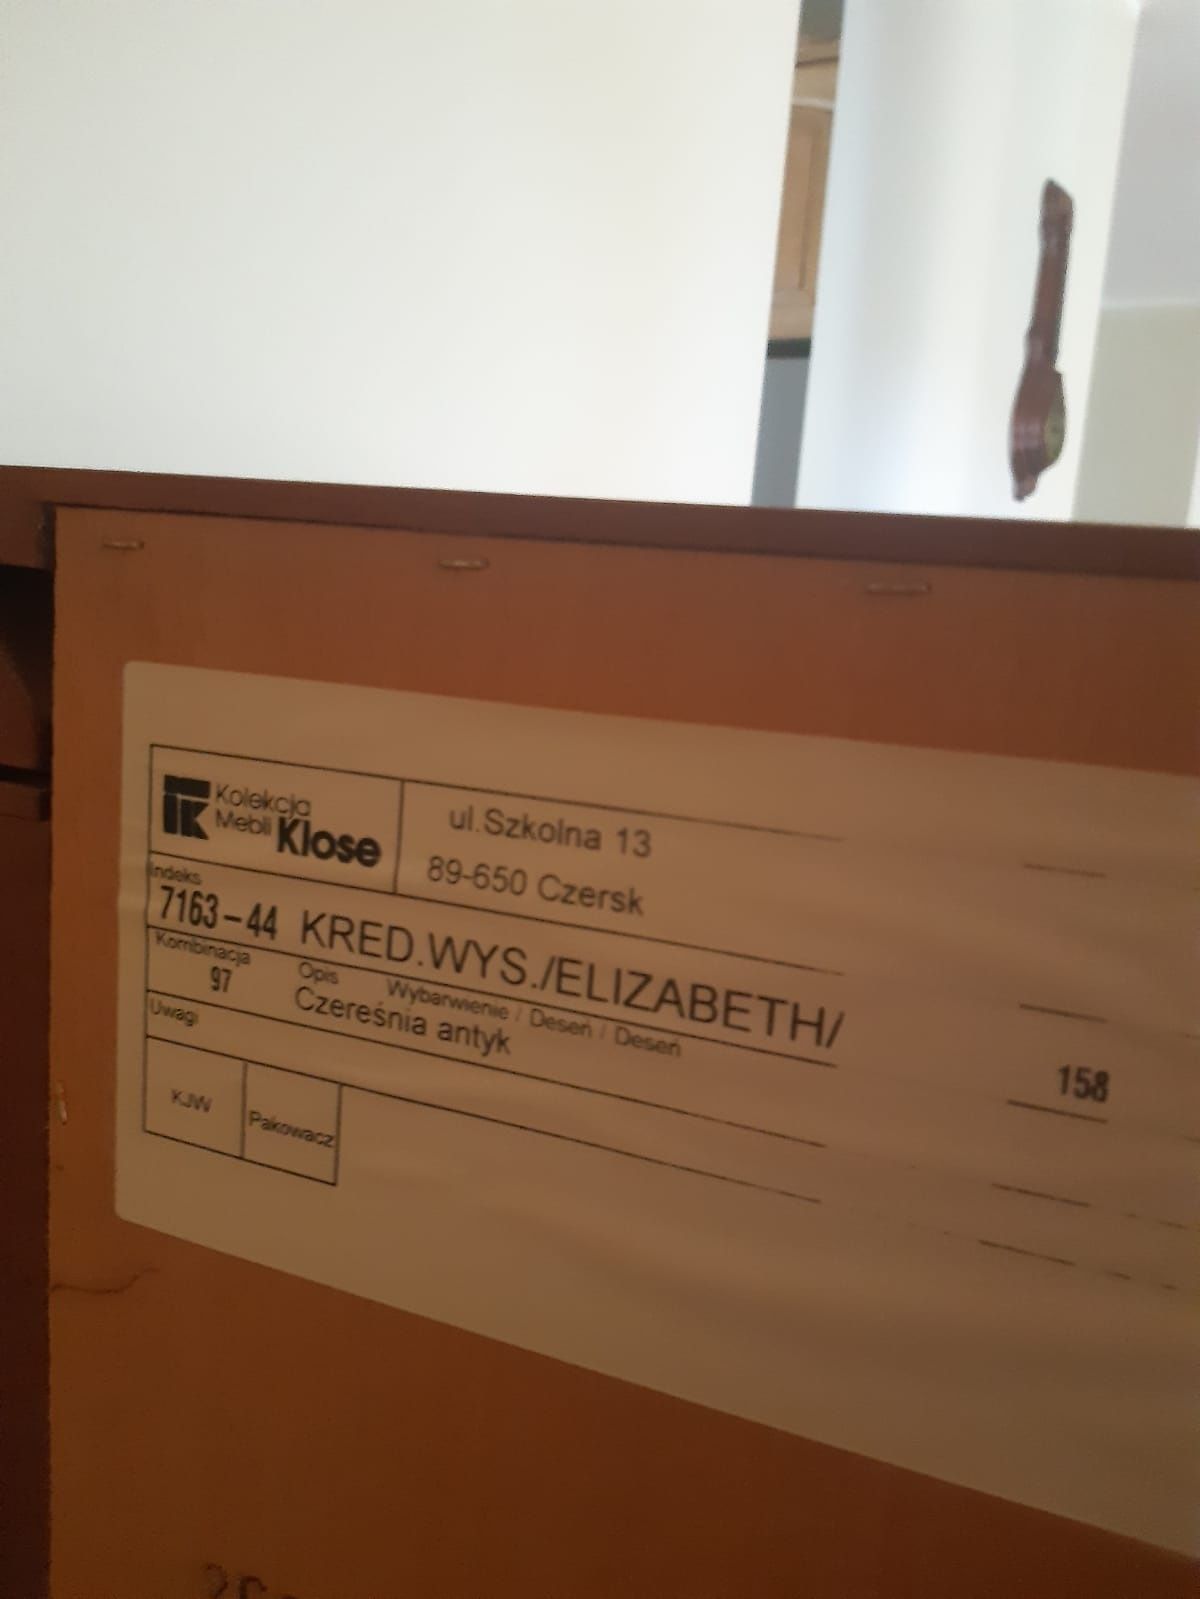 Kolekcja
Mebli Klose
ul.Szkolna 13
89-650 Czersk
Indeks
7163-44 KRED.WYS./ELIZABETH/
Kombinacja Opis Wybarwienie / Deseń / Deseń
97 Czereśnia antyk
158
Uwagi
KJW Pakowacz